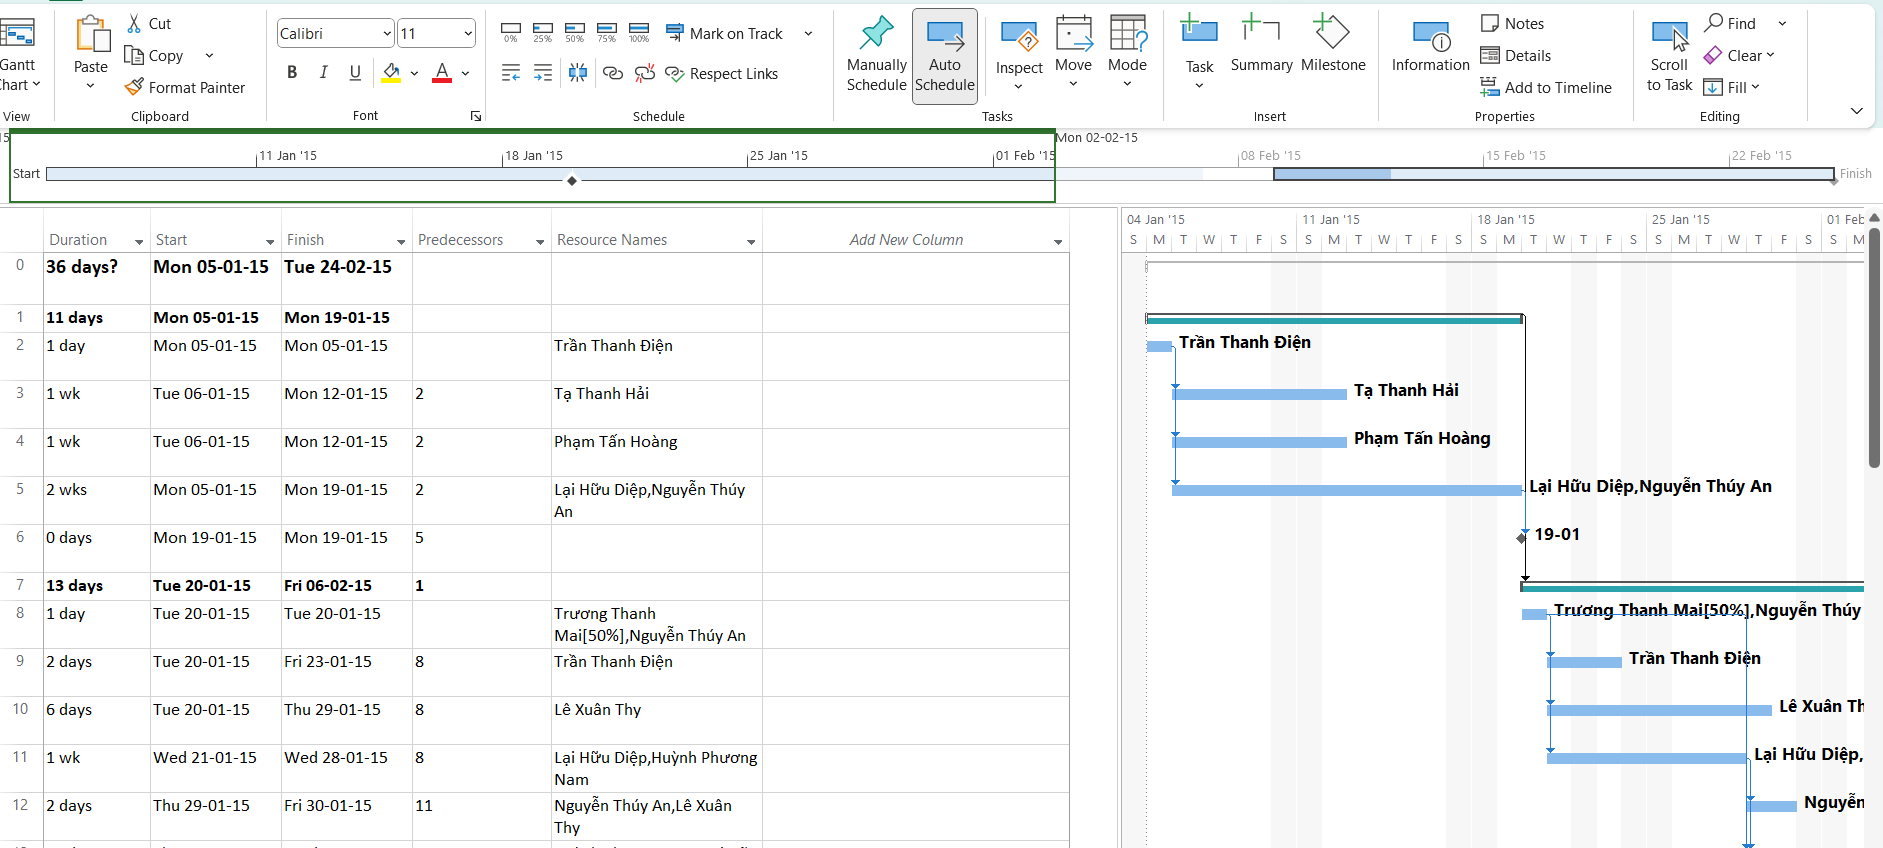 Gantt
Chart
View
Paste
Cut
Copy
Format Painter
Clipboard
Calibri
11
B I U A
Font
0% 25% 50% 75% 100%
Mark on Track
Respect Links
Schedule
Manually
Schedule
Auto
Schedule
Inspect
Move
Mode
Tasks
Task
Summary
Milestone
Insert
Information
Notes
Details
Add to Timeline
Properties
Scroll
to Task
Find
Clear
Fill
Editing
15
Mon 02-02-15
11 Jan '15 18 Jan '15 25 Jan '15 01 Feb '15 08 Feb '15 15 Feb '15 22 Feb '15
Start
Finish
Duration Start Finish Predecessors Resource Names Add New Column
0 36 days? Mon 05-01-15 Tue 24-02-15
1 11 days Mon 05-01-15 Mon 19-01-15
2 1 day Mon 05-01-15 Mon 05-01-15 Trần Thanh Điện
3 1 wk Tue 06-01-15 Mon 12-01-15 2 Tạ Thanh Hải
4 1 wk Tue 06-01-15 Mon 12-01-15 2 Phạm Tấn Hoàng
5 2 wks Mon 05-01-15 Mon 19-01-15 2 Lại Hữu Diệp,Nguyễn Thúy
An
6 0 days Mon 19-01-15 Mon 19-01-15 5
7 13 days Tue 20-01-15 Fri 06-02-15 1
8 1 day Tue 20-01-15 Tue 20-01-15 Trương Thanh
Mai[50%],Nguyễn Thúy An
9 2 days Tue 20-01-15 Fri 23-01-15 8 Trần Thanh Điện
10 6 days Tue 20-01-15 Thu 29-01-15 8 Lê Xuân Thy
11 1 wk Wed 21-01-15 Wed 28-01-15 8 Lại Hữu Diệp,Huỳnh Phương
Nam
12 2 days Thu 29-01-15 Fri 30-01-15 11 Nguyễn Thúy An,Lê Xuân
Thy
04 Jan '15 11 Jan '15 18 Jan '15 25 Jan '15 01 Feb
S M T W T F S S M T W T F S S M T W T F S S M T W T F S S M
Trần Thanh Điện
Tạ Thanh Hải
Phạm Tấn Hoàng
Lại Hữu Diệp,Nguyễn Thúy An
19-01
Trương Thanh Mai[50%],Nguyễn Thúy
Trần Thanh Điện
Lê Xuân Th
Lại Hữu Diệp,
Nguyễn